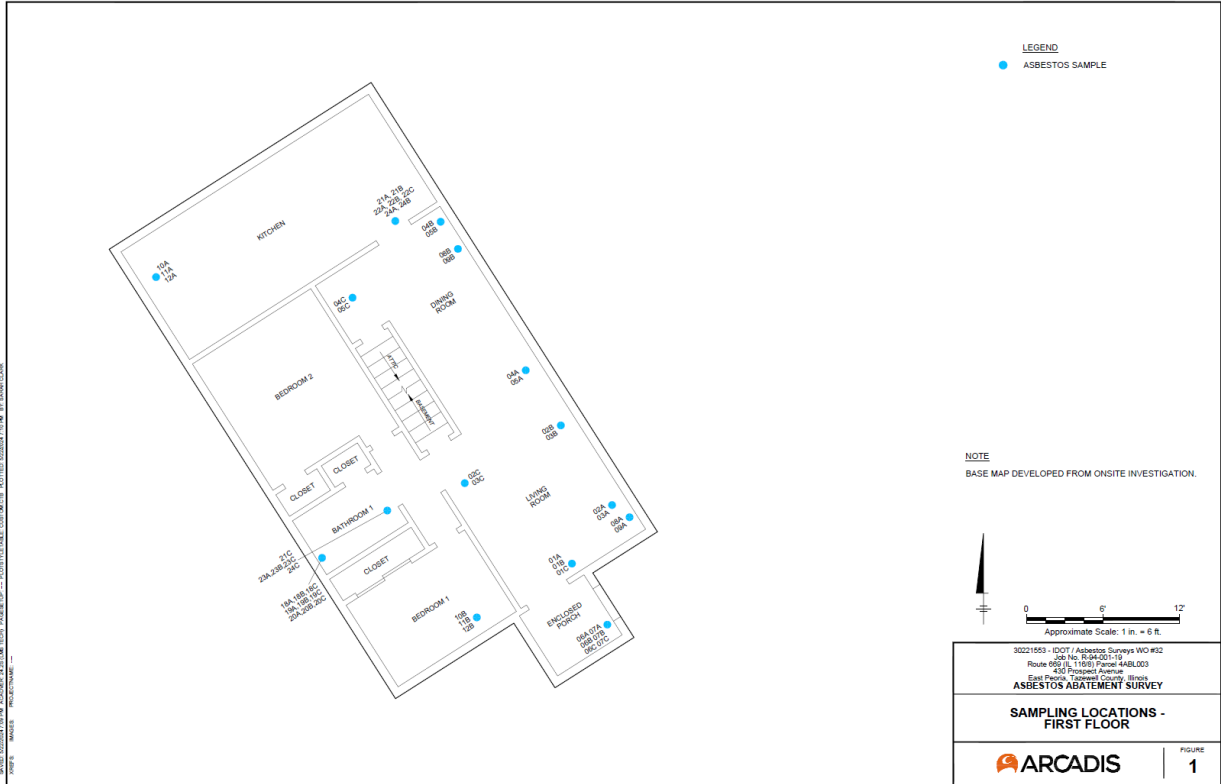 LEGEND
ASBESTOS SAMPLE
21A, 21B
22A, 22B, 22C
24A, 24B
04B
05B
KITCHEN
10A
11A
12A
04C
05C
DINING
ROOM
ATTIC
BASEMENT
BEDROOM 2
04A
05A
02B
03B
CLOSET
CLOSET
02C
03C
LIVING
ROOM
02A
03A
08A
09A
BATHROOM 1
21C
23A,23B,23C
24C
18A,18B,18C
19A,19B,19C
20A,20B,20C
CLOSET
01A
01B
01C
BEDROOM 1
10B
11B
12B
ENCLOSED
PORCH
06A 07A
06B 07B
06C 07C
NOTE
BASE MAP DEVELOPED FROM ONSITE INVESTIGATION.
0 6' 12'
Approximate Scale: 1 in. = 6 ft.
30221553 - IDOT / Asbestos Surveys WO #32
Job No. R-94-001-19
Route 669 (IL 116/8) Parcel 4ABL003
430 Prospect Avenue
East Peoria, Tazewell County, Illinois
ASBESTOS ABATEMENT SURVEY
SAMPLING LOCATIONS -
FIRST FLOOR
ARCADIS
FIGURE
1